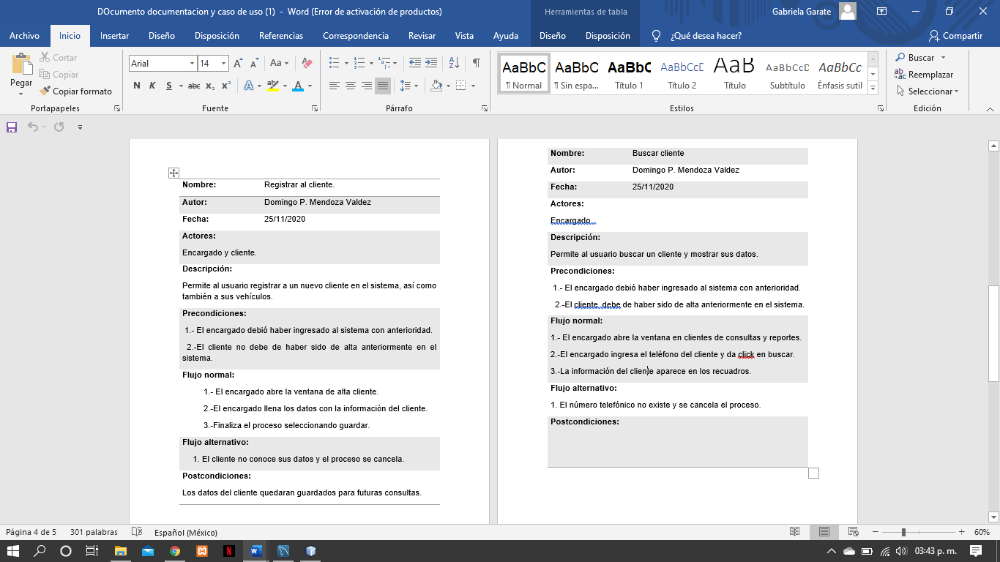 DOcumento documentacion y caso de uso (1) - Word (Error de activación de productos)
Herramientas de tabla
Gabriela Garate
Archivo Inicio Insertar Diseño Disposición Referencias Correspondencia Revisar Vista Ayuda Diseño Disposición ¿Qué desea hacer? Compartir
Pegar
Cortar
Copiar
Copiar formato
Portapapeles
Arial 14 A A Aa
N K S abc x₂ x² A ab A
Fuente
Párrafo
AaBbC AaBbC AaBbC AaBbCcD AaB AaBbCcD AaBbCc
¶ Normal ¶ Sin espa... Título 1 Título 2 Título Subtítulo Énfasis sutil
Estilos
Buscar
Reemplazar
Seleccionar
Edición
Nombre: Registrar al cliente.
Autor: Domingo P. Mendoza Valdez
Fecha: 25/11/2020
Actores:
Encargado y cliente.
Descripción:
Permite al usuario registrar a un nuevo cliente en el sistema, así como
también a sus vehículos.
Precondiciones:
1.- El encargado debió haber ingresado al sistema con anterioridad.
2.-El cliente no debe de haber sido de alta anteriormente en el
sistema.
Flujo normal:
1.- El encargado abre la ventana de alta cliente.
2.-El encargado llena los datos con la información del cliente.
3.-Finaliza el proceso seleccionando guardar.
Flujo alternativo:
1. El cliente no conoce sus datos y el proceso se cancela.
Postcondiciones:
Los datos del cliente quedaran guardados para futuras consultas.
Nombre: Buscar cliente
Autor: Domingo P. Mendoza Valdez
Fecha: 25/11/2020
Actores:
Encargado .
Descripción:
Permite al usuario buscar un cliente y mostrar sus datos.
Precondiciones:
1.- El encargado debió haber ingresado al sistema con anterioridad.
2.-El cliente debe de haber sido de alta anteriormente en el sistema.
Flujo normal:
1.- El encargado abre la ventana en clientes de consultas y reportes.
2.-El encargado ingresa el teléfono del cliente y da click en buscar.
3.-La información del cliente aparece en los recuadros.
Flujo alternativo:
1. El número telefónico no existe y se cancela el proceso.
Postcondiciones:
Página 4 de 5 301 palabras Español (México) 60%
03:43 p. m.